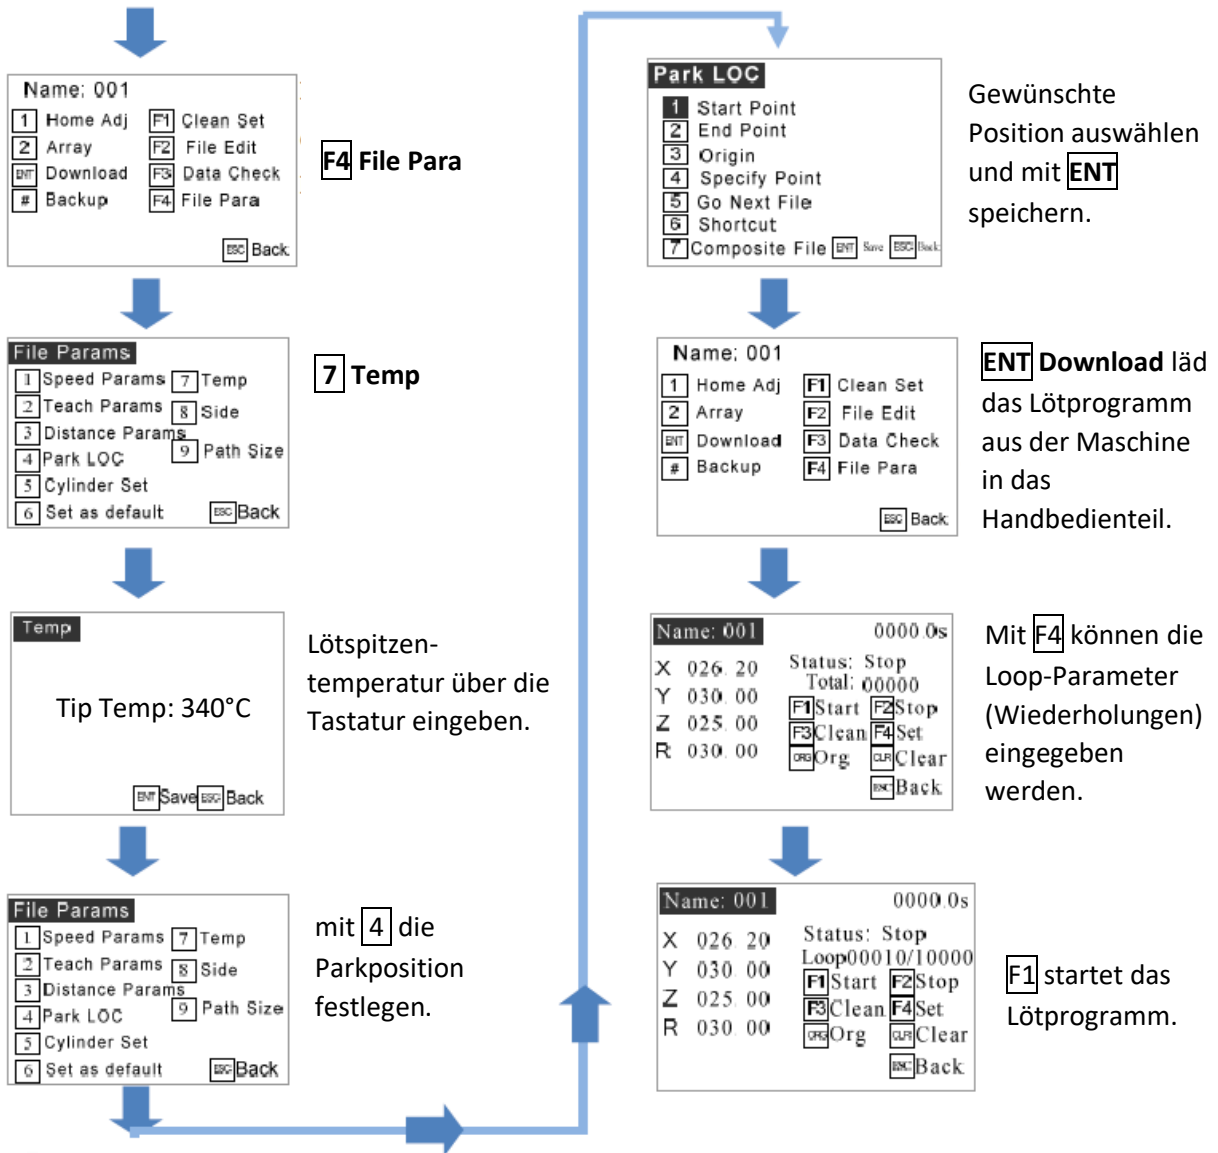 Name: 001
1 Home Adj F1 Clean Set
2 Array F2 File Edit
ENT Download F3 Data Check
# Backup F4 File Para
ESC Back
F4 File Para
File Params
1 Speed Params 7 Temp
2 Teach Params 8 Side
3 Distance Params
4 Park LOC 9 Path Size
5 Cylinder Set
6 Set as default ESC Back
7 Temp
Temp
Tip Temp: 340°C
ENT Save ESC Back
Lötspitzen-
temperatur über die
Tastatur eingeben.
File Params
1 Speed Params 7 Temp
2 Teach Params 8 Side
3 Distance Params
4 Park LOC 9 Path Size
5 Cylinder Set
6 Set as default ESC Back
mit 4 die
Parkposition
festlegen.
Park LOC
1 Start Point
2 End Point
3 Origin
4 Specify Point
5 Go Next File
6 Shortcut
7 Composite File ENT Save ESC Back
Gewünschte
Position auswählen
und mit ENT
speichern.
Name: 001
1 Home Adj F1 Clean Set
2 Array F2 File Edit
ENT Download F3 Data Check
# Backup F4 File Para
ESC Back
ENT Download läd
das Lötprogramm
aus der Maschine
in das
Handbedienteil.
Name: 001 0000.0s
X 026.20 Status: Stop
Total: 00000
Y 030.00 F1 Start F2 Stop
Z 025.00 F3 Clean F4 Set
R 030.00 ORG Org CLR Clear
ESC Back
Mit F4 können die
Loop-Parameter
(Wiederholungen)
eingegeben
werden.
Name: 001 0000.0s
X 026.20 Status: Stop
Loop00010/10000
Y 030.00 F1 Start F2 Stop
Z 025.00 F3 Clean F4 Set
R 030.00 ORG Org CLR Clear
ESC Back
F1 startet das
Lötprogramm.